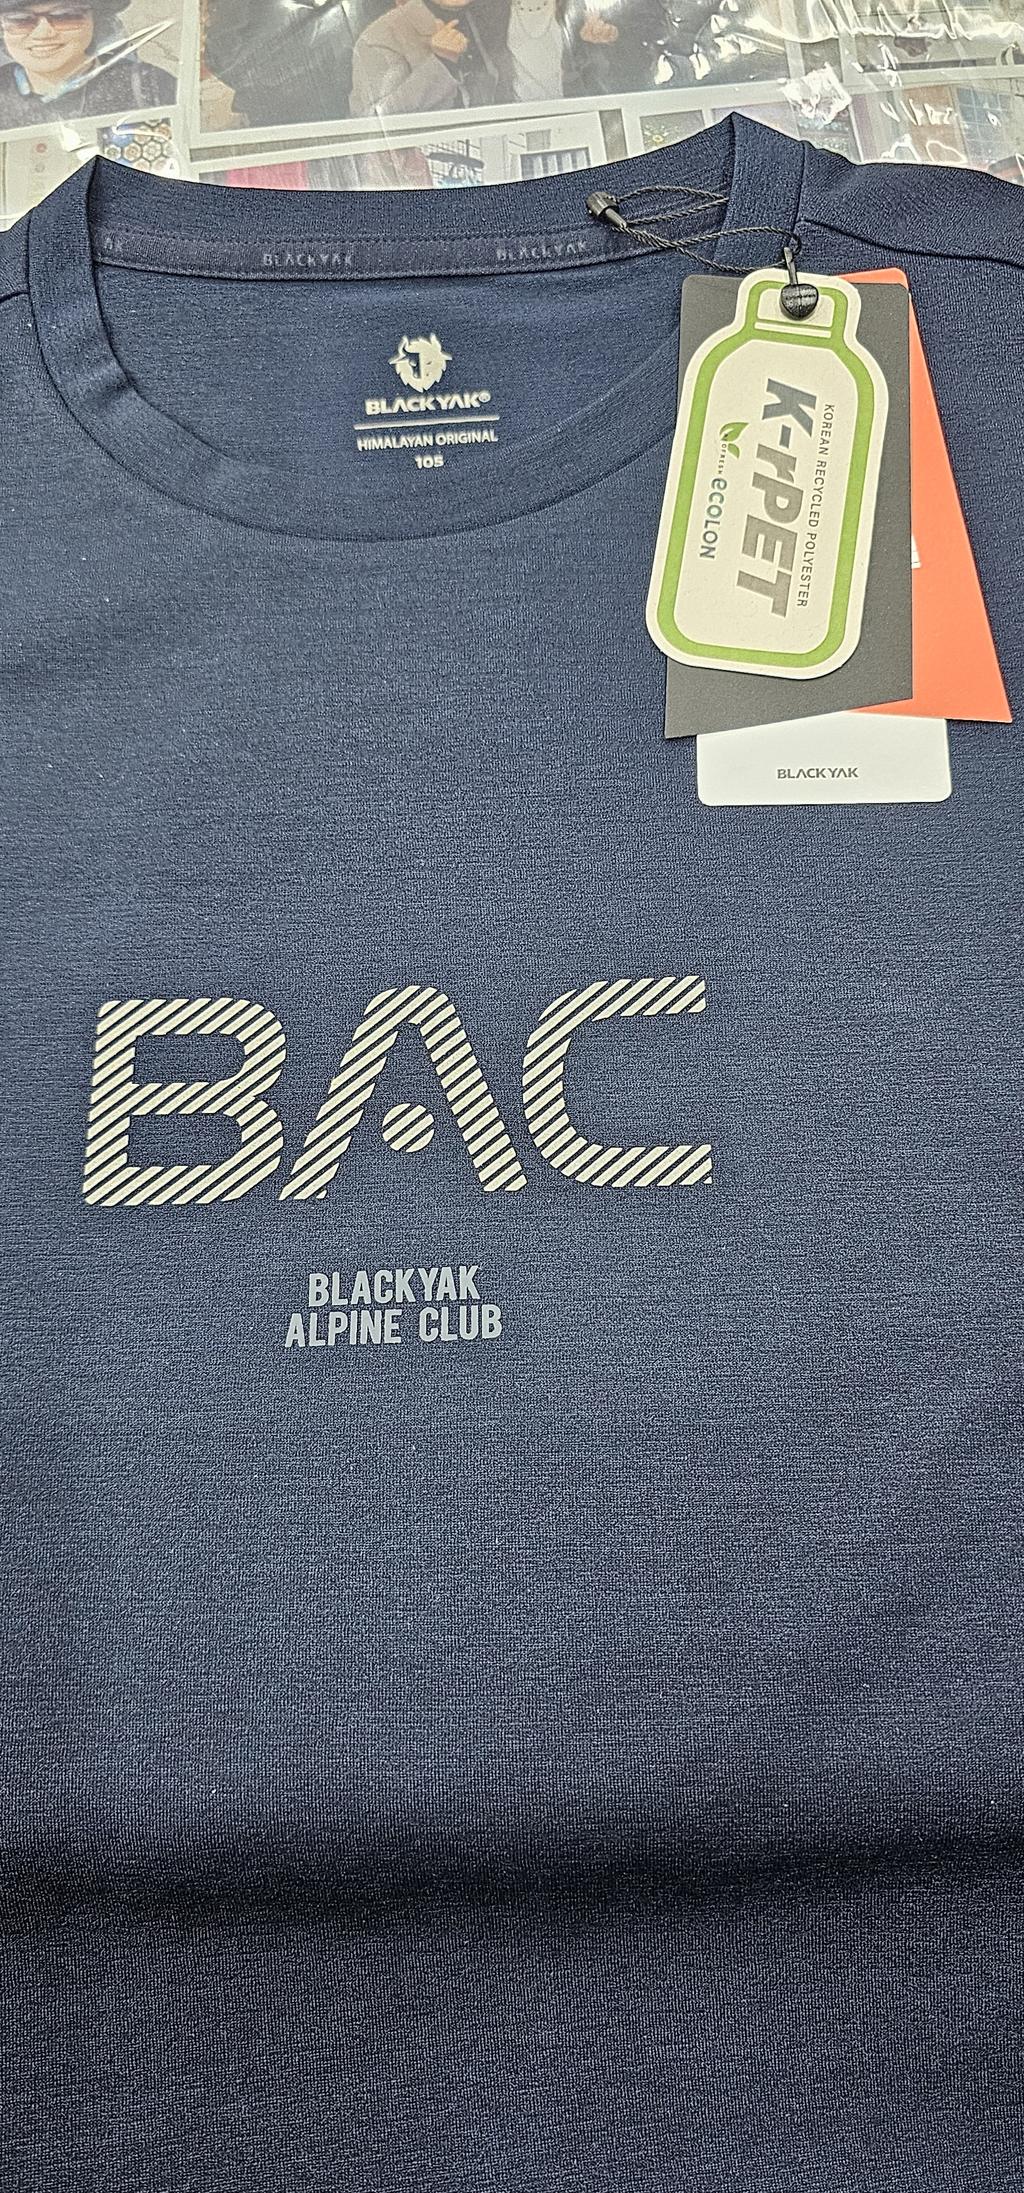 BLACKYAK
BLACKYAK
BLACKYAK®
HIMALAYAN ORIGINAL
105
KOREAN RECYCLED POLYESTER
K-rPET
ecoLON
BLACKYAK
BAC
BLACKYAK
ALPINE CLUB